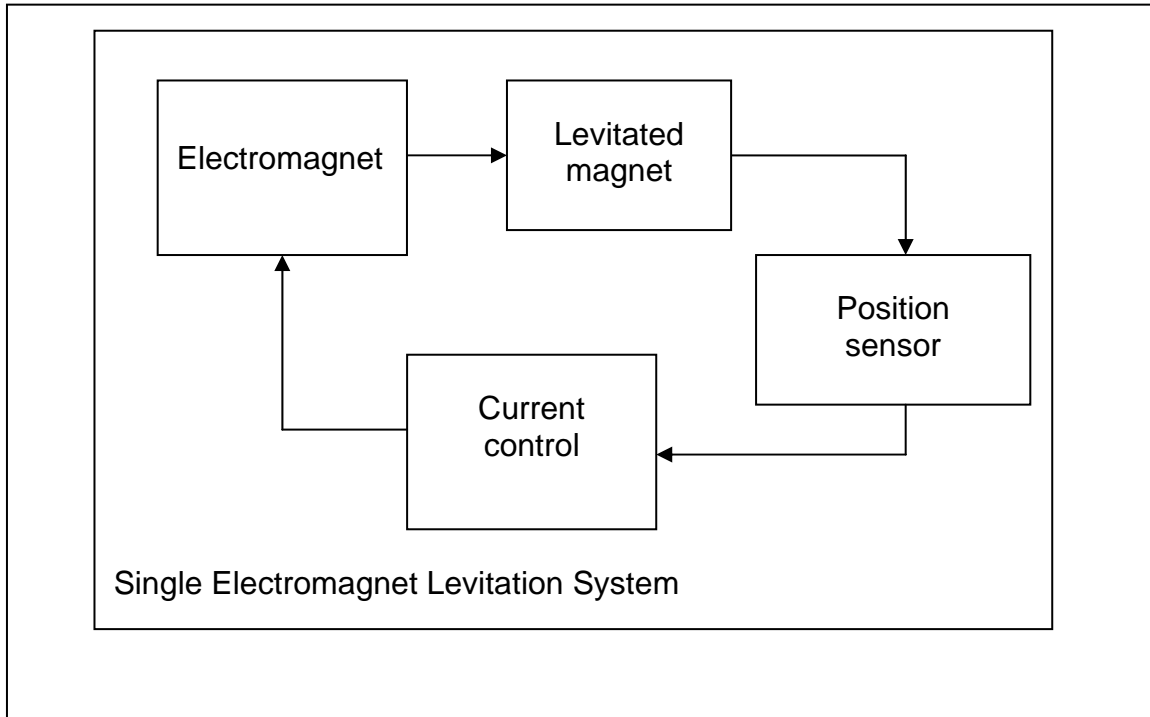 Electromagnet
Levitated
magnet
Position
sensor
Current
control
Single Electromagnet Levitation System